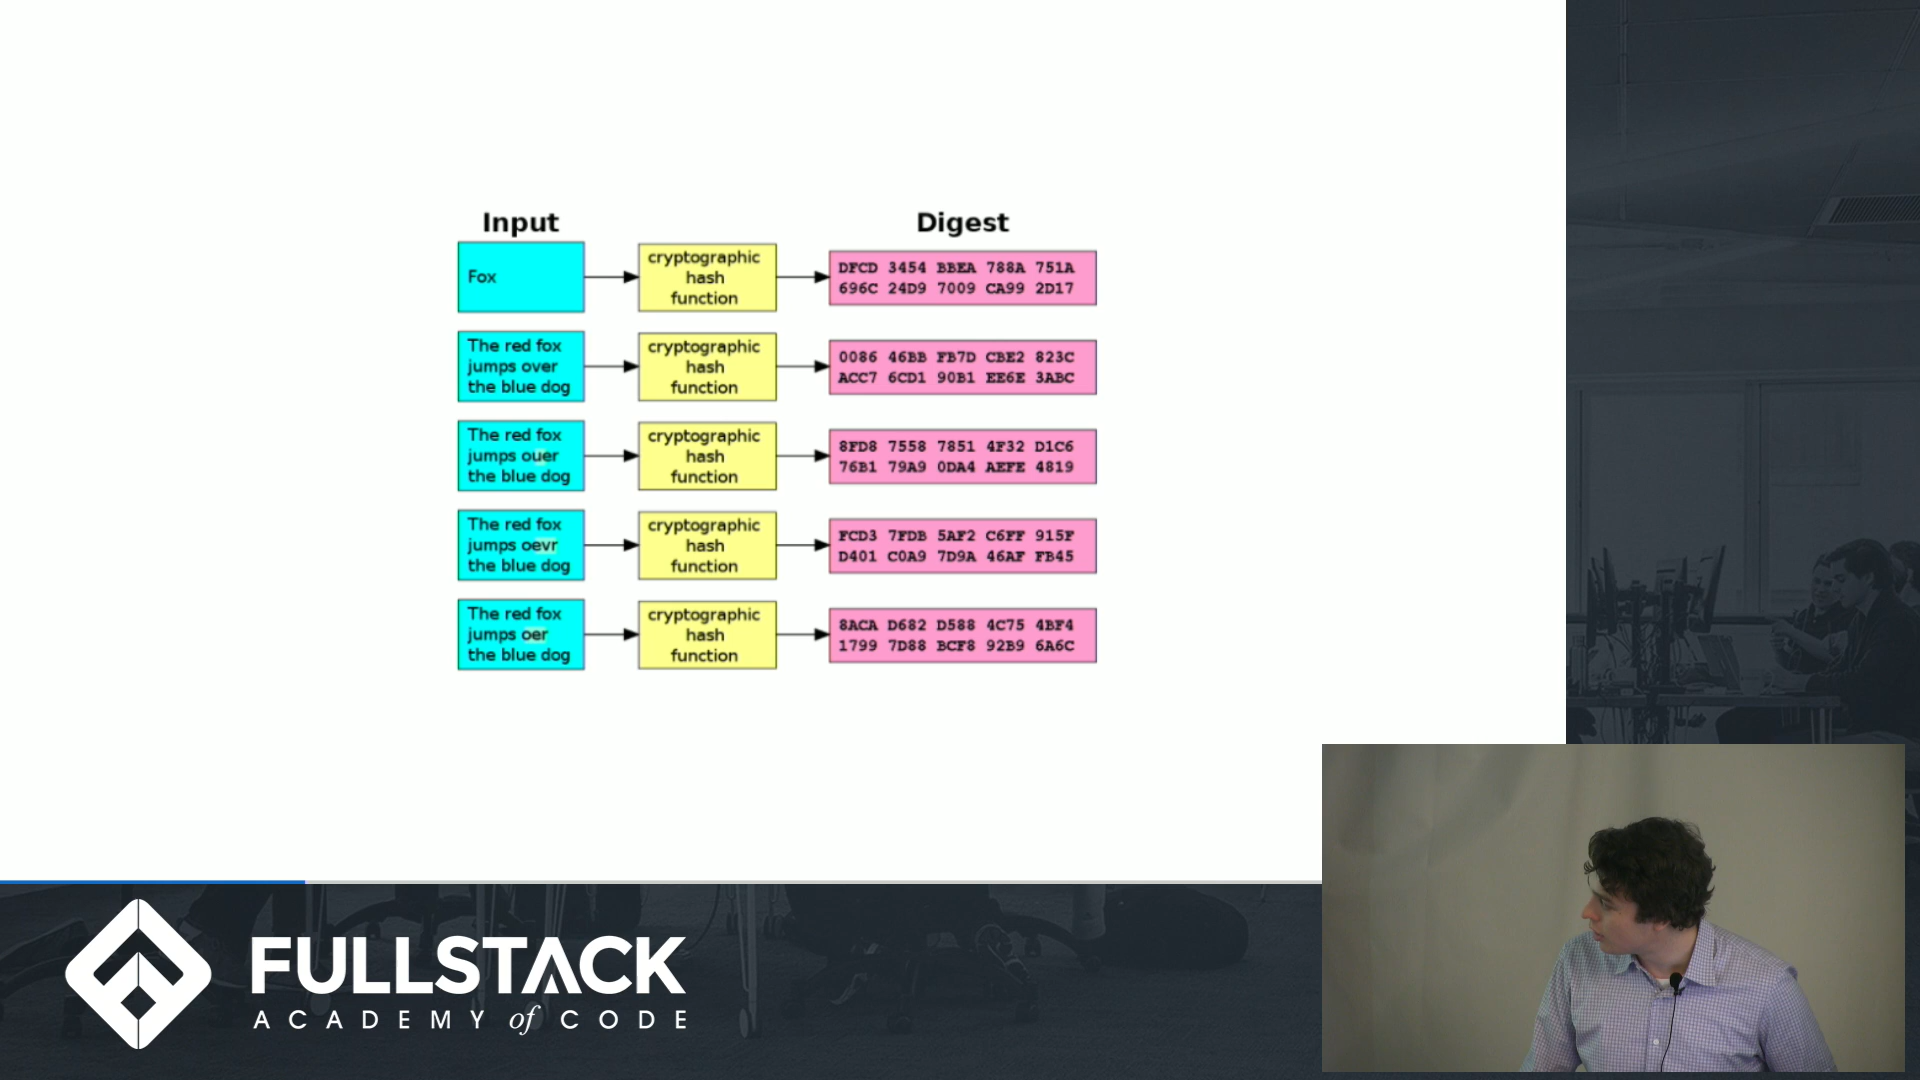 Input
Digest
Fox
cryptographic
hash
function
DFCD 3454 BBEA 788A 751A
696C 24D9 7009 CA99 2D17
The red fox
jumps over
the blue dog
cryptographic
hash
function
0086 46BB FB7D CBE2 823C
ACC7 6CD1 90B1 EE6E 3ABC
The red fox
jumps ouer
the blue dog
cryptographic
hash
function
8FD8 7558 7851 4F32 D1C6
76B1 79A9 0DA4 AEFE 4819
The red fox
jumps oevr
the blue dog
cryptographic
hash
function
FCD3 7FDB 5AF2 C6FF 915F
D401 C0A9 7D9A 46AF FB45
The red fox
jumps oer
the blue dog
cryptographic
hash
function
8ACA D682 D588 4C75 4BF4
1799 7D88 BCF8 92B9 6A6C
FULLSTACK
ACADEMY of CODE